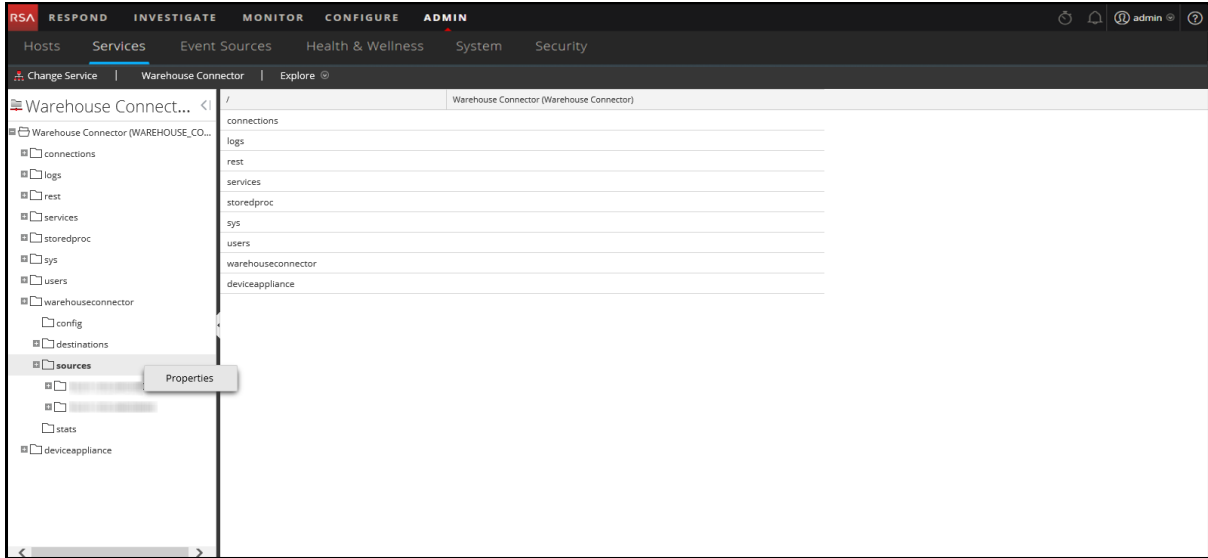 RSA RESPOND INVESTIGATE MONITOR CONFIGURE ADMIN admin ?
Hosts Services Event Sources Health & Wellness System Security
Change Service | Warehouse Connector | Explore
Warehouse Connect...
Warehouse Connector (WAREHOUSE_CO...
connections
logs
rest
services
storedproc
sys
users
warehouseconnector
config
destinations
sources
Properties
stats
deviceappliance
/ Warehouse Connector (Warehouse Connector)
connections
logs
rest
services
storedproc
sys
users
warehouseconnector
deviceappliance